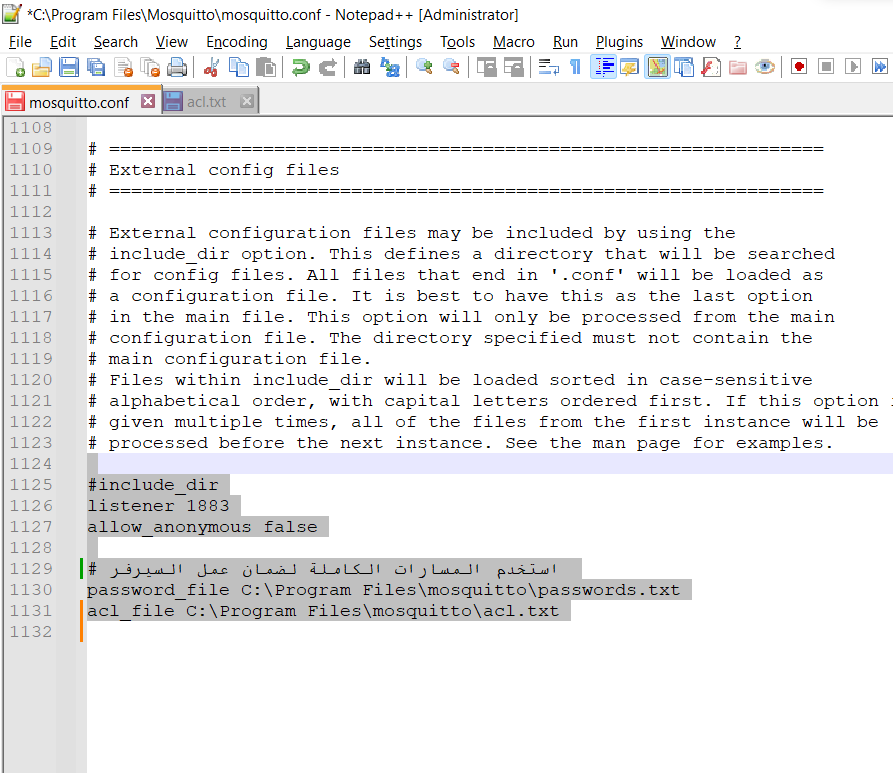 *C:\Program Files\Mosquitto\mosquitto.conf - Notepad++ [Administrator]
File Edit Search View Encoding Language Settings Tools Macro Run Plugins Window ?
mosquitto.conf acl.txt
1108
1109 # =================================================================
1110 # External config files
1111 # =================================================================
1112
1113 # External configuration files may be included by using the
1114 # include_dir option. This defines a directory that will be searched
1115 # for config files. All files that end in '.conf' will be loaded as
1116 # a configuration file. It is best to have this as the last option
1117 # in the main file. This option will only be processed from the main
1118 # configuration file. The directory specified must not contain the
1119 # main configuration file.
1120 # Files within include_dir will be loaded sorted in case-sensitive
1121 # alphabetical order, with capital letters ordered first. If this option
1122 # given multiple times, all of the files from the first instance will be
1123 # processed before the next instance. See the man page for examples.
1124
1125 #include_dir
1126 listener 1883
1127 allow_anonymous false
1128
1129 # استخدم المسارات الكاملة لضمان عمل السيرفر
1130 password_file C:\Program Files\mosquitto\passwords.txt
1131 acl_file C:\Program Files\mosquitto\acl.txt
1132